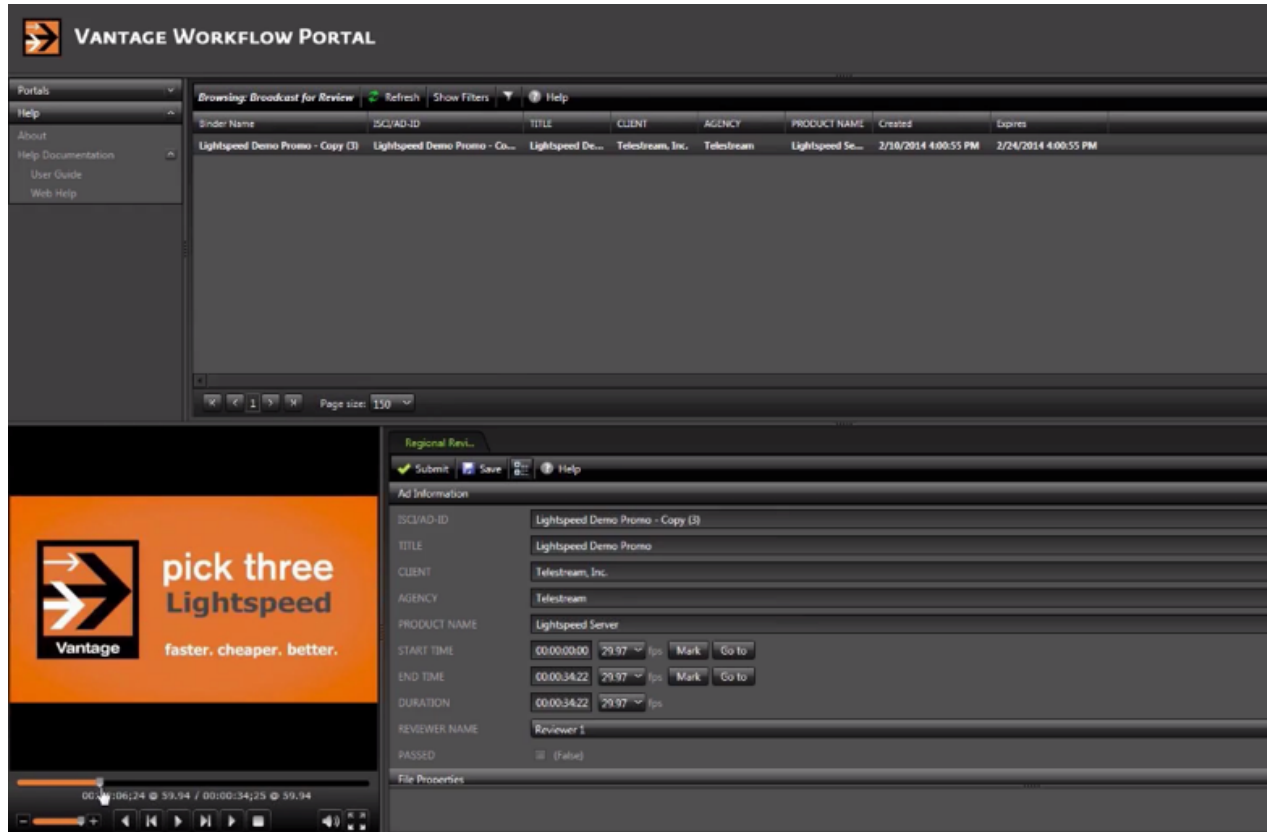 VANTAGE WORKFLOW PORTAL
Portals
Help
About
Help Documentation
User Guide
Web Help
Browsing: Broadcast for Review Refresh Show Filters Help
Binder Name ISCI/AD-ID TITLE CLIENT AGENCY PRODUCT NAME Created Expires
Lightspeed Demo Promo - Copy (3) Lightspeed Demo Promo - Co... Lightspeed De... Telestream, Inc. Telestream Lightspeed Se... 2/10/2014 4:00:55 PM 2/24/2014 4:00:55 PM
1 Page size: 150
Regional Revi...
Submit Save Help
Ad Information
ISCI/AD-ID Lightspeed Demo Promo - Copy (3)
TITLE Lightspeed Demo Promo
CLIENT Telestream, Inc.
AGENCY Telestream
PRODUCT NAME Lightspeed Server
START TIME 00:00:00:00 29.97 fps Mark Go to
END TIME 00:00:34:22 29.97 fps Mark Go to
DURATION 00:00:34:22 29.97 fps
REVIEWER NAME Reviewer 1
PASSED (False)
File Properties
pick three
Lightspeed
Vantage
faster. cheaper. better.
:06;24 @ 59.94 / 00:00:34;25 @ 59.94